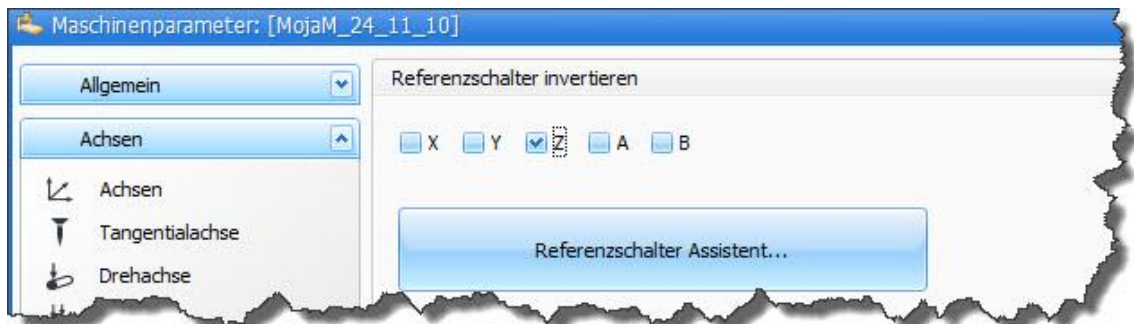 Maschinenparameter: [MojaM_24_11_10]
Allgemein
Referenzschalter invertieren
Achsen
X Y Z A B
Achsen
Tangentialachse
Referenzschalter Assistent...
Drehachse